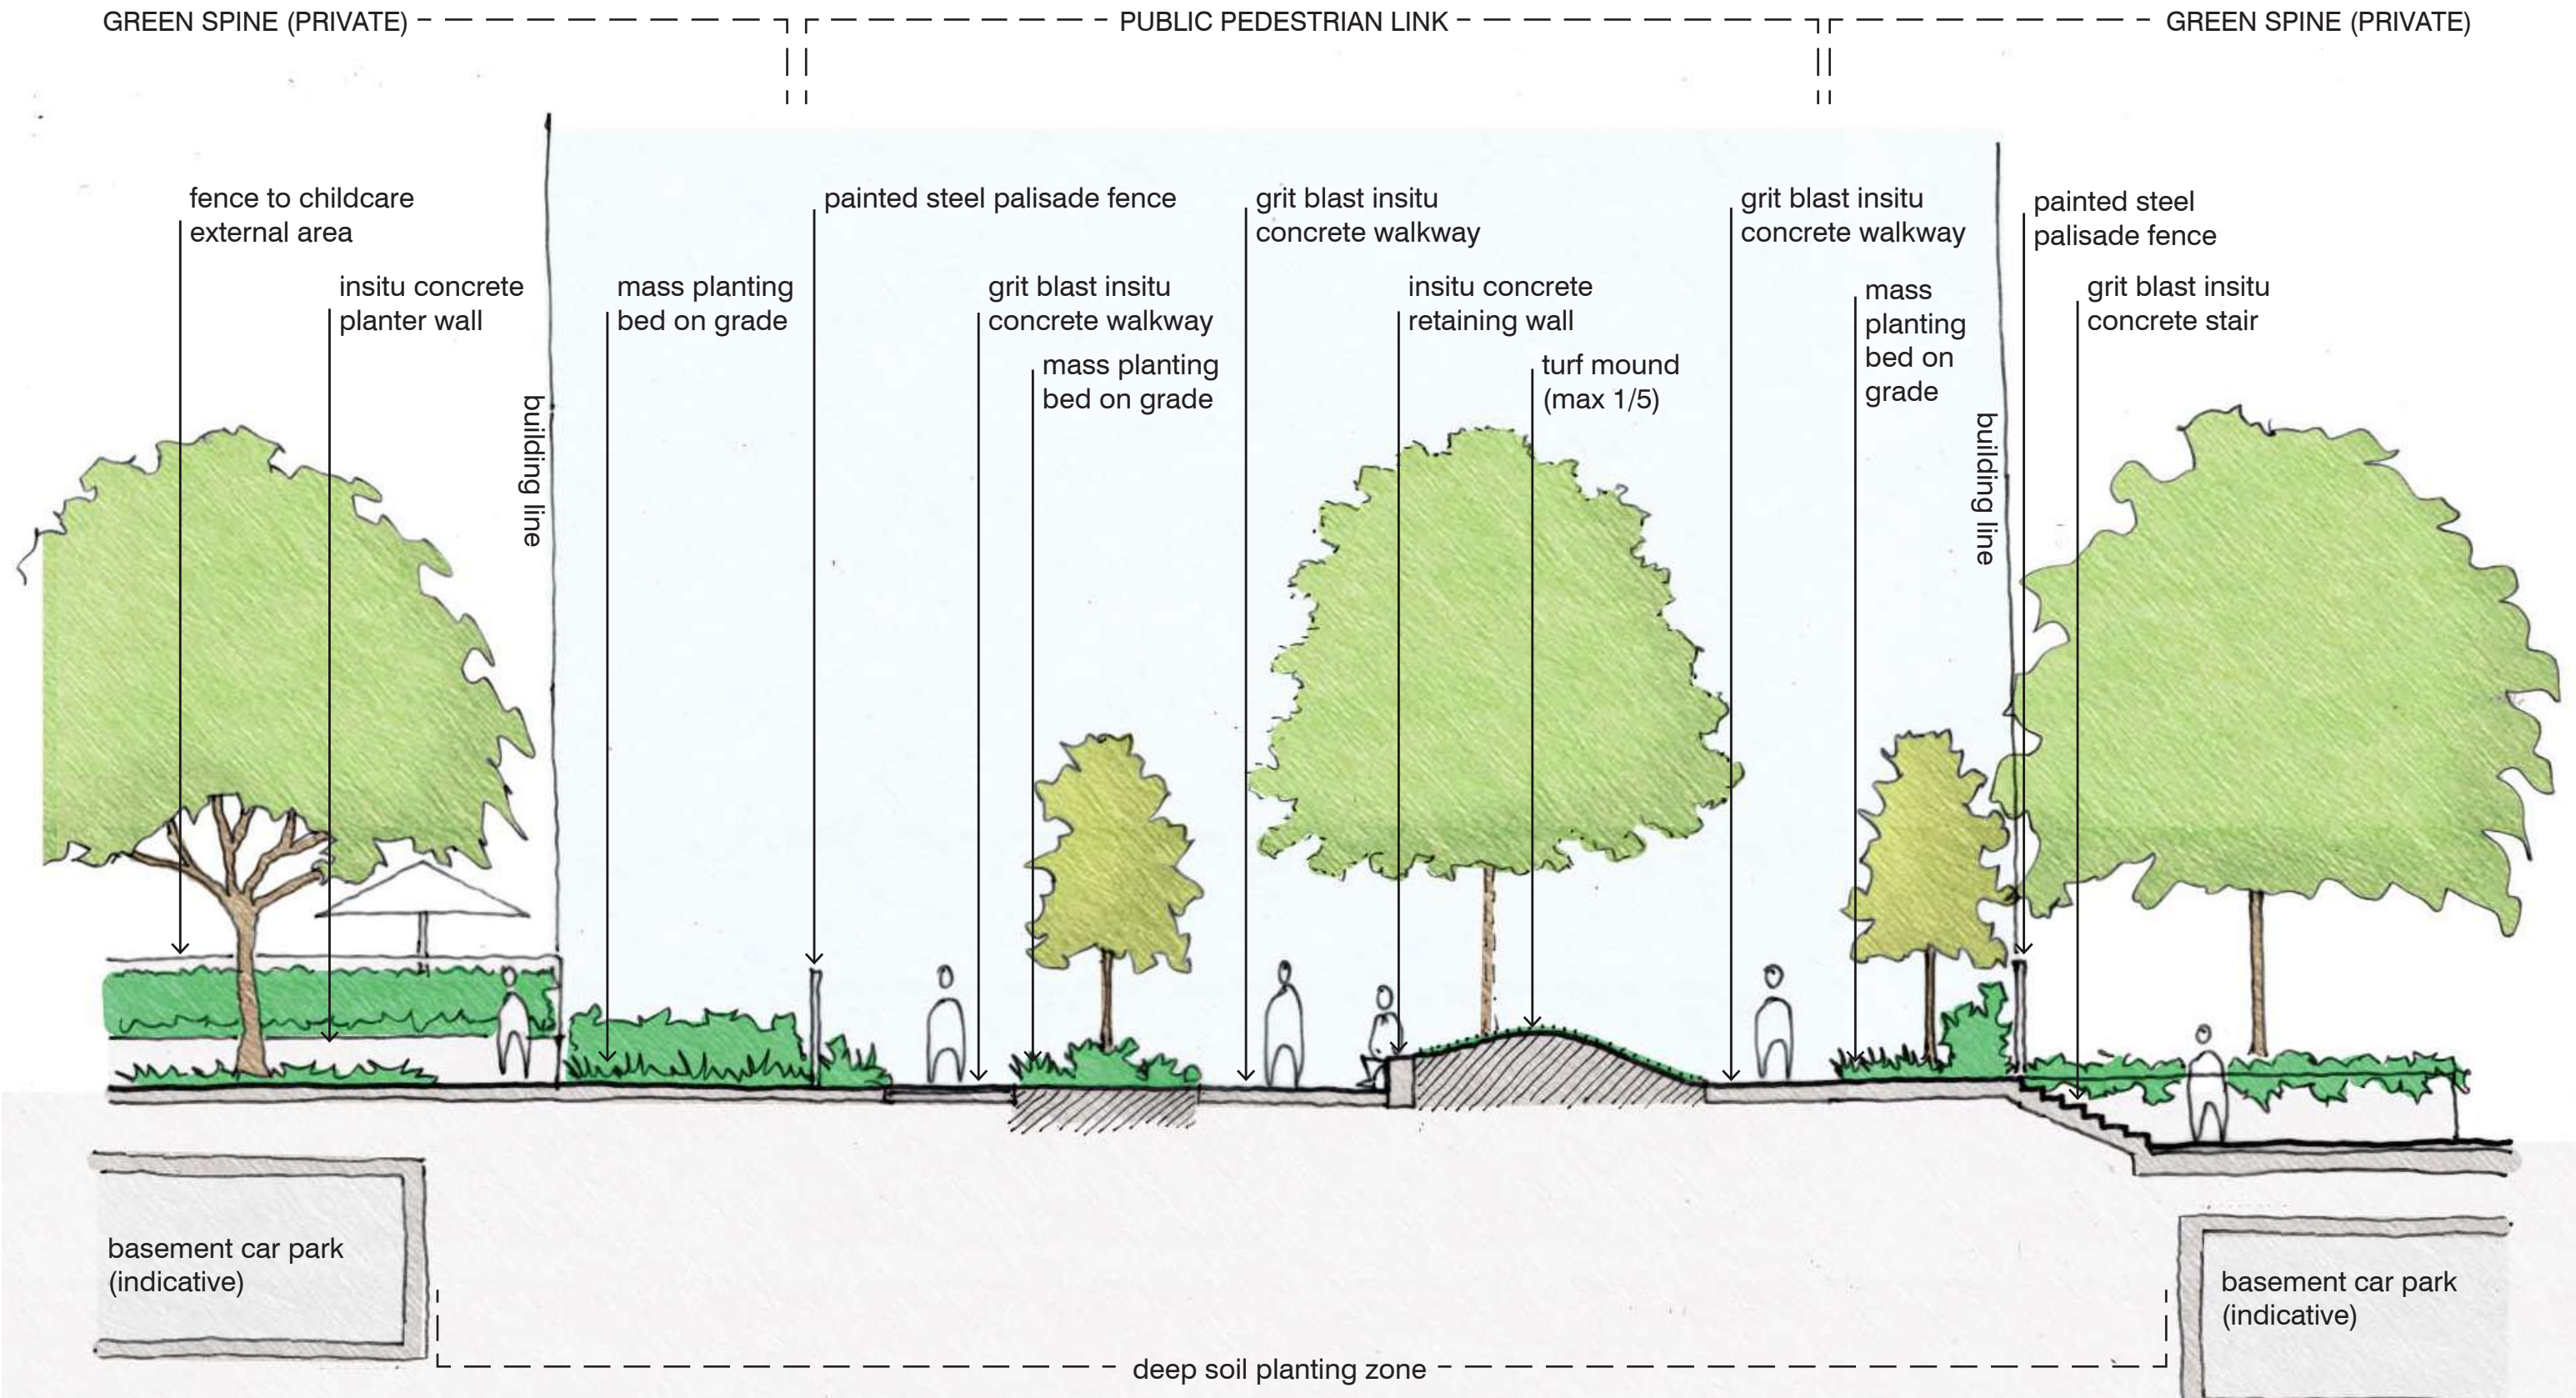 GREEN SPINE (PRIVATE)
PUBLIC PEDESTRIAN LINK
GREEN SPINE (PRIVATE)
fence to childcare
external area
insitu concrete
planter wall
building line
mass planting
bed on grade
painted steel palisade fence
grit blast insitu
concrete walkway
mass planting
bed on grade
grit blast insitu
concrete walkway
insitu concrete
retaining wall
turf mound
(max 1/5)
grit blast insitu
concrete walkway
mass
planting
bed on
grade
building line
painted steel
palisade fence
grit blast insitu
concrete stair
basement car park
(indicative)
deep soil planting zone
basement car park
(indicative)